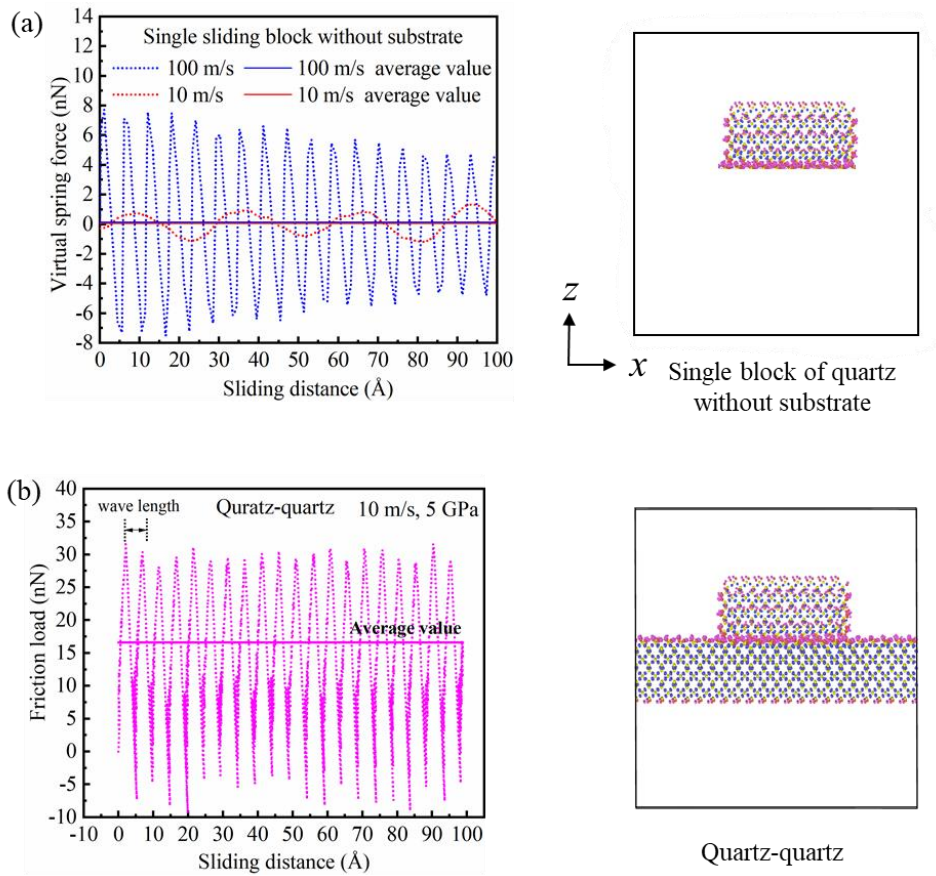 (a)
Single sliding block without substrate
100 m/s 100 m/s average value
10 m/s 10 m/s average value
Virtual spring force (nN)
14
12
10
8
6
4
2
0
-2
-4
-6
-8
0 10 20 30 40 50 60 70 80 90 100
Sliding distance (Å)
z
x
Single block of quartz
without substrate
(b)
wave length
Quratz-quartz 10 m/s, 5 GPa
Average value
Friction load (nN)
40
35
30
25
20
15
10
5
0
-5
-10
-10 0 10 20 30 40 50 60 70 80 90 100
Sliding distance (Å)
Quartz-quartz